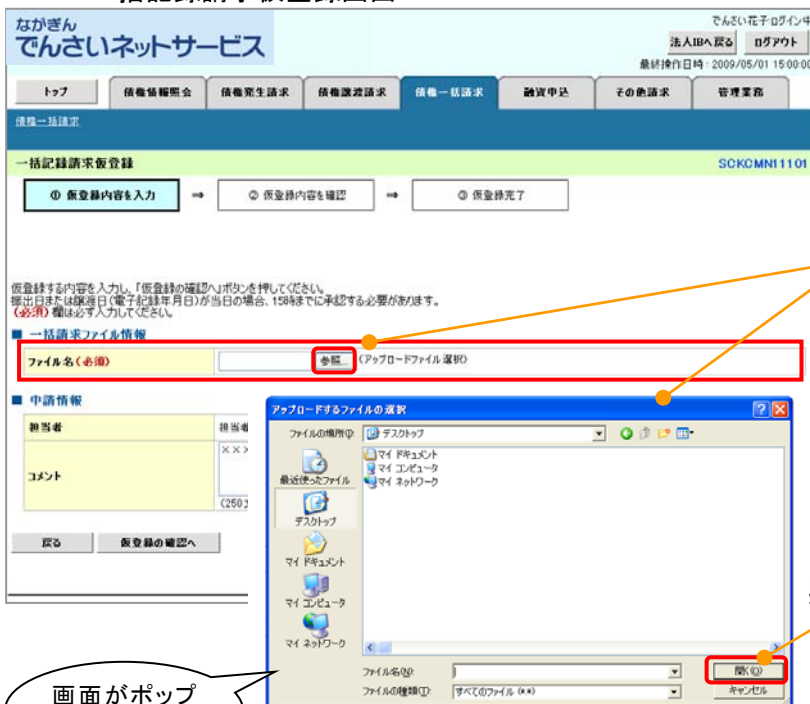 一括記録請求仮登録画面
ながぎん
でんさいネットサービス
でんさい花子ログイン中
法人IBへ戻る ログアウト
最終操作日時:2009/05/01 15:00:00
トップ 債権情報照会 債権発生請求 債権譲渡請求 債権一括請求 融資申込 その他請求 管理業務
債権一括請求
一括記録請求仮登録 SCKCMN11101
① 仮登録内容を入力 ⇒ ② 仮登録内容を確認 ⇒ ③ 仮登録完了
仮登録する内容を入力し、「仮登録の確認へ」ボタンを押してください。
振出日または譲渡日(電子記録年月日)が当日の場合、15時までに承認する必要があります。
(必須)欄は必ず入力してください。
■ 一括請求ファイル情報
ファイル名(必須) 参照... (アップロードファイル選択)
■ 申請情報
担当者 担当者
コメント ×××
(250文
戻る 仮登録の確認へ
アップロードするファイルの選択
ファイルの場所(I): デスクトップ
マイ ドキュメント
マイ コンピュータ
マイ ネットワーク
最近使ったファイル
デスクトップ
マイ ドキュメント
マイ コンピュータ
マイ ネットワーク
ファイル名(N): 開く(O)
ファイルの種類(T): すべてのファイル (*.*) キャンセル
画面がポップ